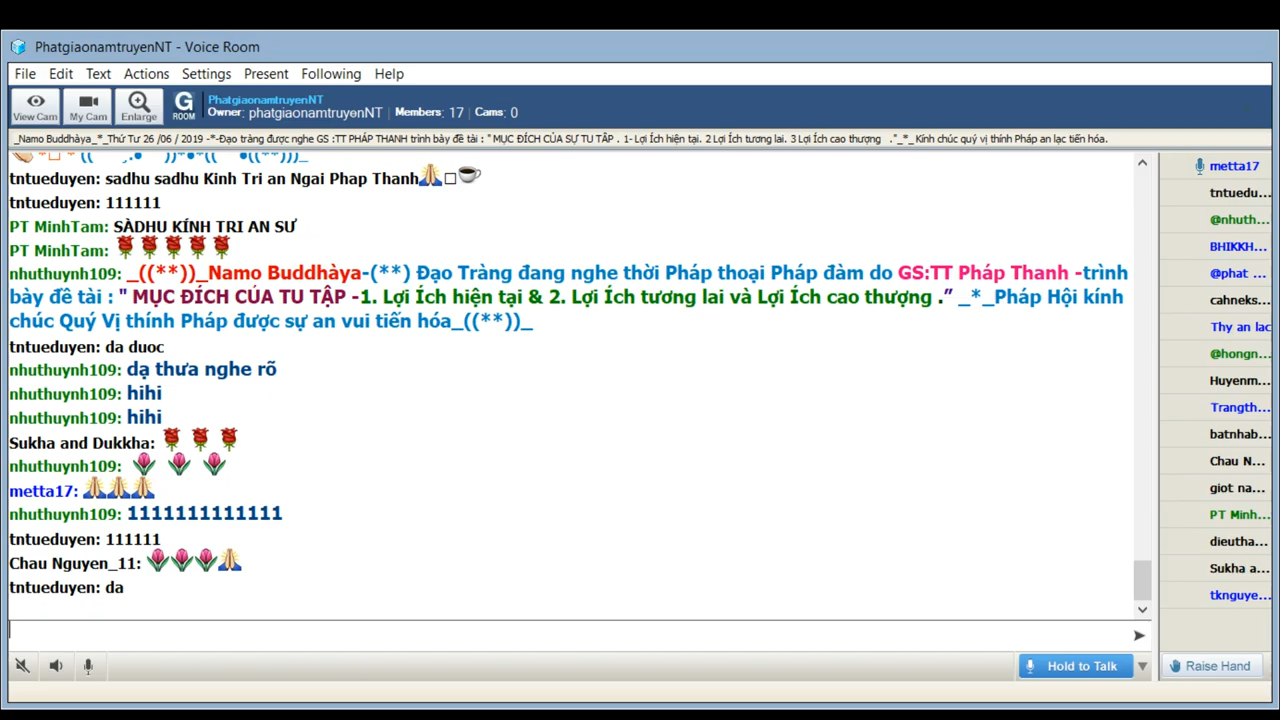 PhatgiaonamtruyenNT - Voice Room
File Edit Text Actions Settings Present Following Help
View Cam My Cam Enlarge G ROOM PhatgiaonamtruyenNT
Owner: phatgiaonamtruyenNT Members: 17 Cams: 0
_Namo Buddhàya_*_Thứ Tư 26 /06 / 2019 -*-Đạo tràng được nghe GS :TT PHÁP THANH trình bày đề tài : " MỤC ĐÍCH CỦA SỰ TU TẬP . 1- Lợi Ích hiện tại. 2 Lợi Ích tương lai. 3 Lợi Ích cao thượng ."_*_ Kính chúc quý vị thính Pháp an lạc tiến hóa.
tntueduyen: sadhu sadhu Kinh Tri an Ngai Phap Thanh
tntueduyen: 111111
PT MinhTam: SÀDHU KÍNH TRI AN SƯ
PT MinhTam:
nhuthuynh109: _((**))_Namo Buddhàya-(**) Đạo Tràng đang nghe thời Pháp thoại Pháp đàm do GS:TT Pháp Thanh -trình
bày đề tài : " MỤC ĐÍCH CỦA TU TẬP -1. Lợi Ích hiện tại & 2. Lợi Ích tương lai và Lợi Ích cao thượng .” _*_Pháp Hội kính
chúc Quý Vị thính Pháp được sự an vui tiến hóa_((**))_
tntueduyen: da duoc
nhuthuynh109: dạ thưa nghe rõ
nhuthuynh109: hihi
nhuthuynh109: hihi
Sukha and Dukkha:
nhuthuynh109:
metta17:
nhuthuynh109: 1111111111111
tntueduyen: 111111
Chau Nguyen_11:
tntueduyen: da
metta17
tntuedu...
@nhuth...
BHIKKH...
@phat ...
cahneks...
Thy an lac
@hongn...
Huyenm...
Trangth...
batnhab...
Chau N...
giot na...
PT Minh...
dieutha...
Sukha a...
tknguye...
Hold to Talk Raise Hand